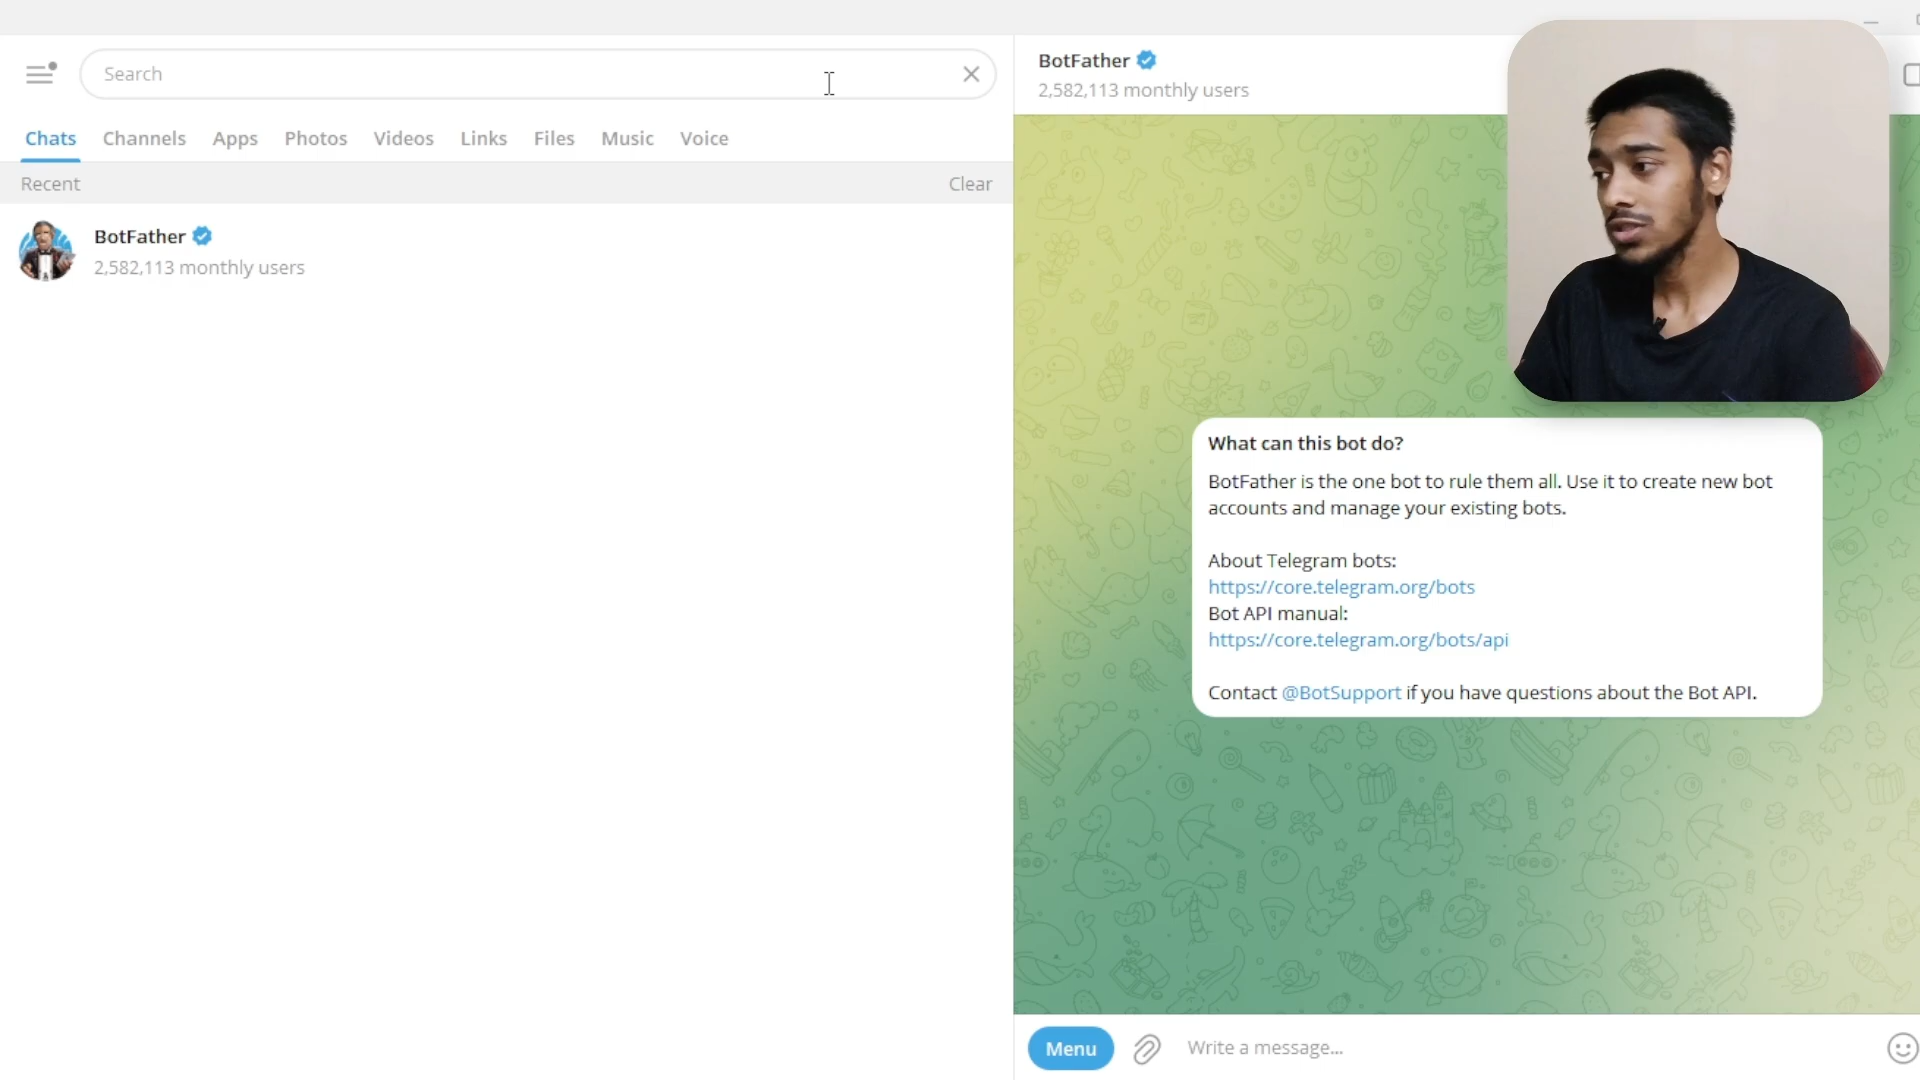 Search
Chats Channels Apps Photos Videos Links Files Music Voice
Recent Clear
BotFather
2,582,113 monthly users
BotFather
2,582,113 monthly users
What can this bot do?
BotFather is the one bot to rule them all. Use it to create new bot
accounts and manage your existing bots.
About Telegram bots:
https://core.telegram.org/bots
Bot API manual:
https://core.telegram.org/bots/api
Contact @BotSupport if you have questions about the Bot API.
Menu Write a message...